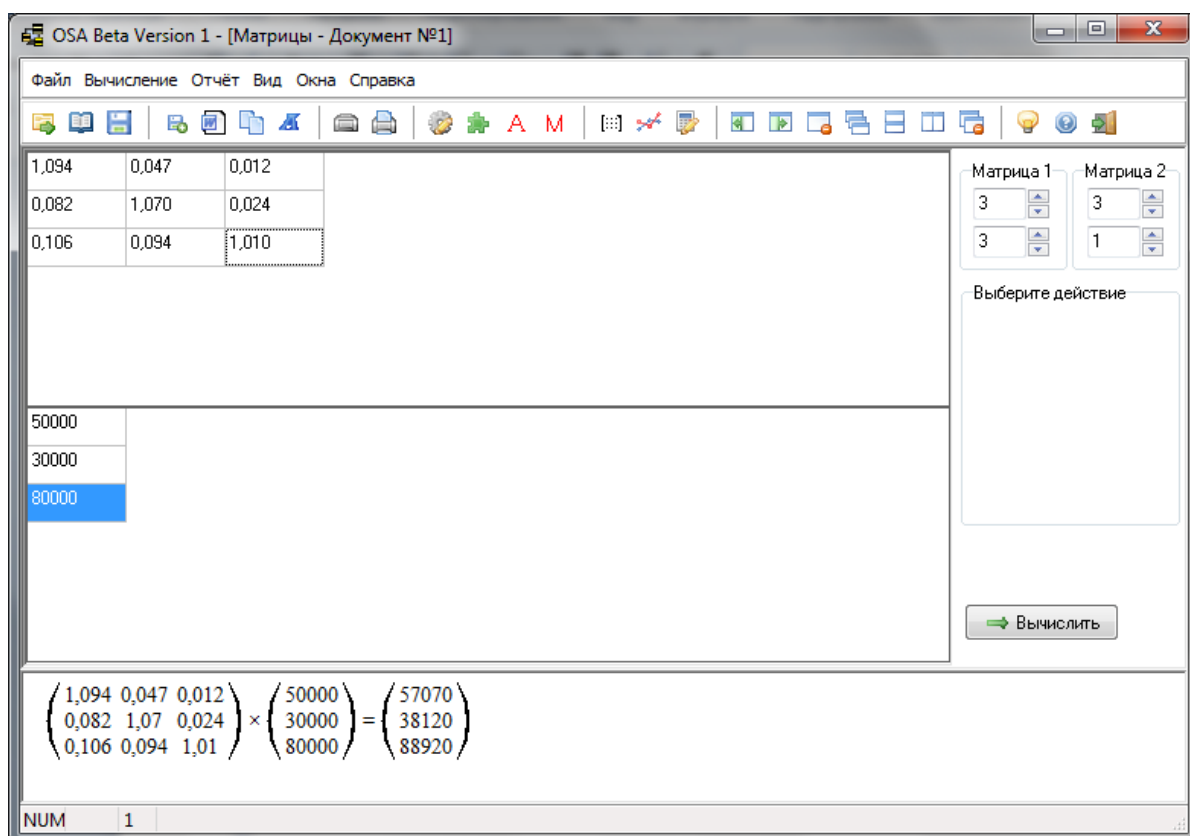 OSA Beta Version 1 - [Матрицы - Документ №1]
Файл Вычисление Отчёт Вид Окна Справка
A M
1,094 0,047 0,012
0,082 1,070 0,024
0,106 0,094 1,010
Матрица 1 Матрица 2
3 3
3 1
Выберите действие
50000
30000
80000
Вычислить
1,094 0,047 0,012 50000 57070
0,082 1,07 0,024 × 30000 = 38120
0,106 0,094 1,01 80000 88920
NUM 1